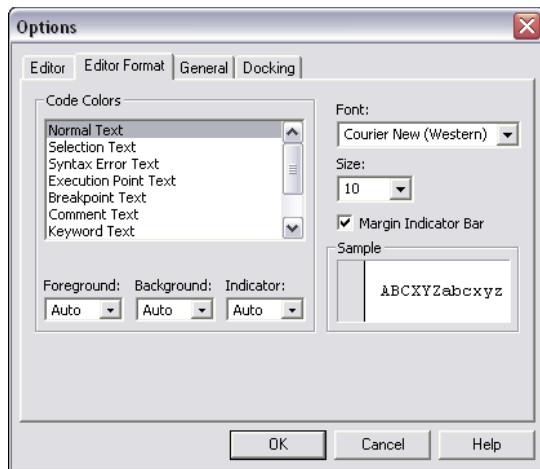 Options
Editor
Editor Format
General
Docking
Code Colors
Normal Text
Selection Text
Syntax Error Text
Execution Point Text
Breakpoint Text
Comment Text
Keyword Text
Foreground: Background: Indicator:
Auto Auto Auto
Font:
Courier New (Western)
Size:
10
Margin Indicator Bar
Sample
ABCXYZabcxyz
OK
Cancel
Help